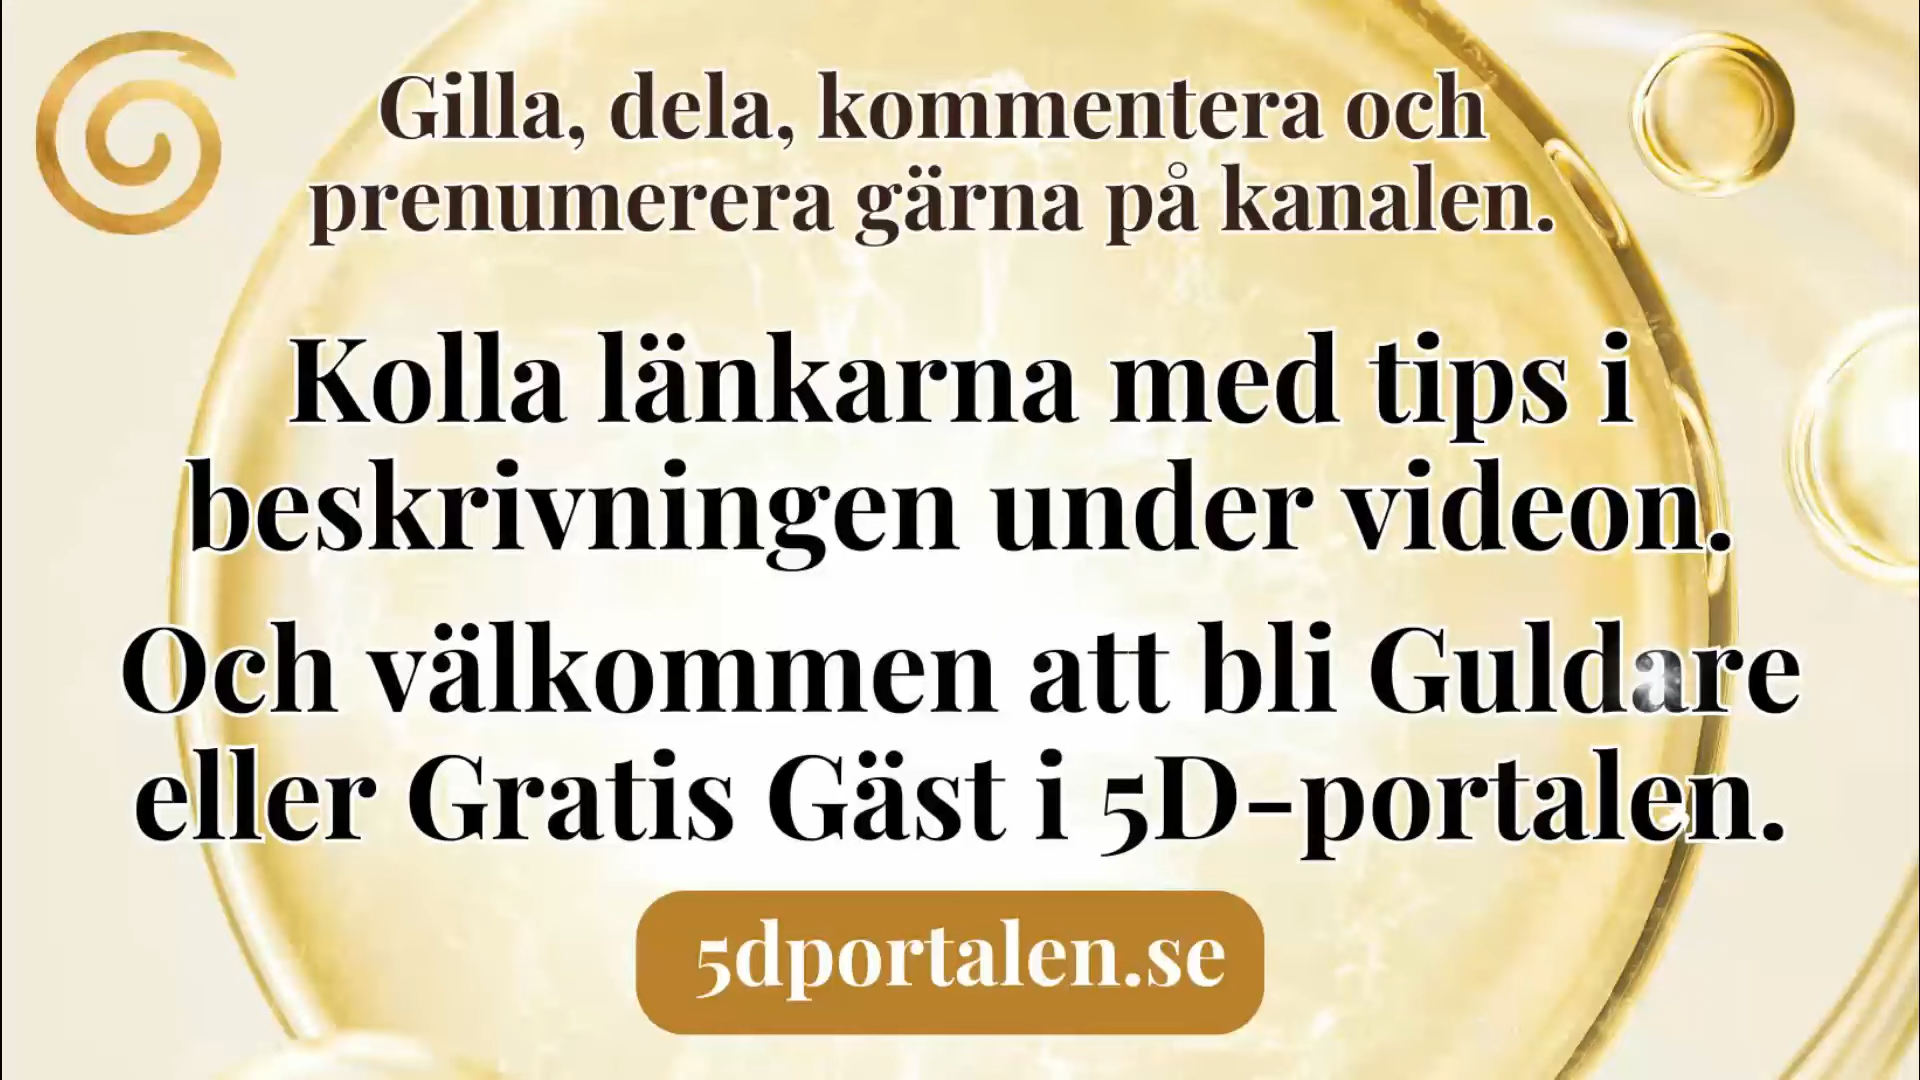 Gilla, dela, kommentera och
prenumerera gärna på kanalen.
Kolla länkarna med tips i
beskrivningen under videon.
Och välkommen att bli Guldare
eller Gratis Gäst i 5D-portalen.
5dportalen.se